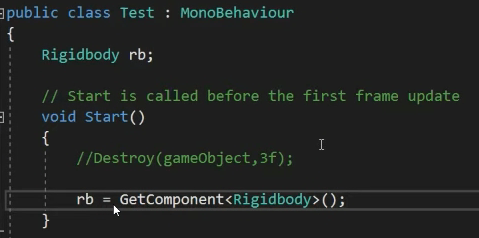 public class Test : MonoBehaviour
{
Rigidbody rb;
// Start is called before the first frame update
void Start()
{
//Destroy(gameObject,3f);
rb = GetComponent<Rigidbody>();
}